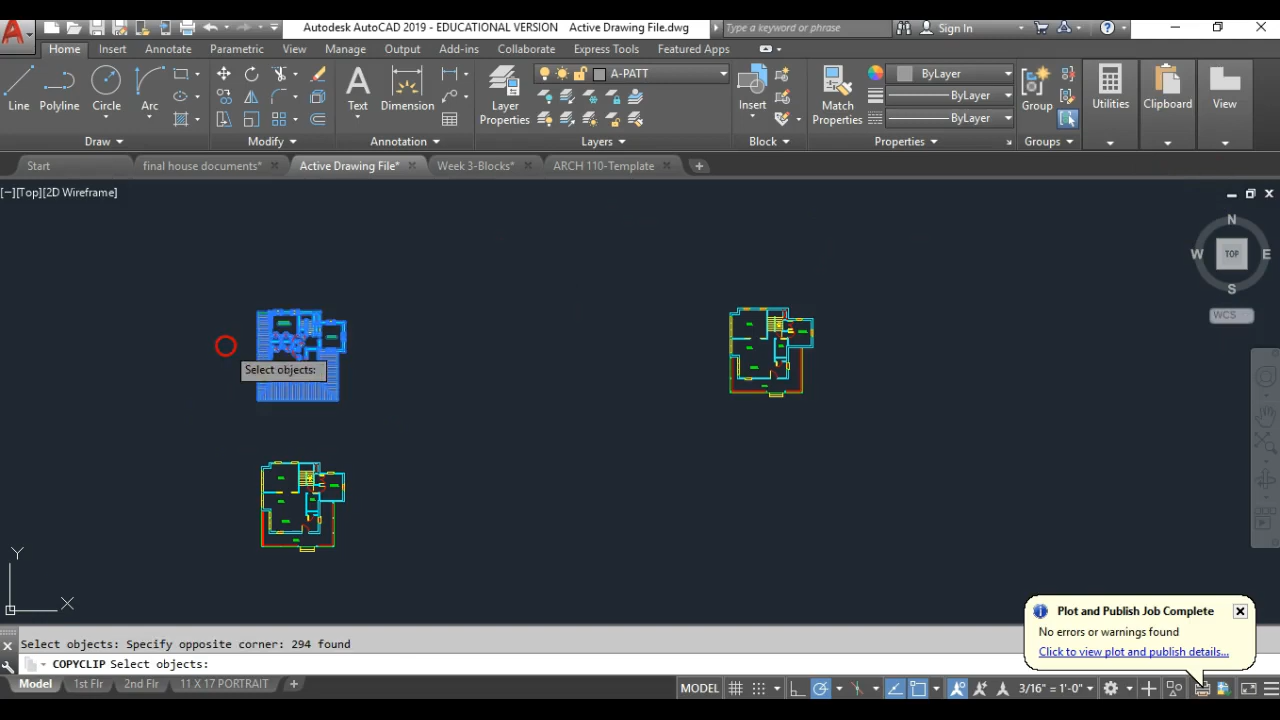 Autodesk AutoCAD 2019 - EDUCATIONAL VERSION Active Drawing File.dwg
Type a keyword or phrase
Sign In
Home Insert Annotate Parametric View Manage Output Add-ins Collaborate Express Tools Featured Apps
A-PATT
ByLayer
ByLayer
ByLayer
Line Polyline Circle Arc Text Dimension Layer Properties Insert Match Properties Group Utilities Clipboard View
Draw Modify Annotation Layers Block Properties Groups
Start final house documents* Active Drawing File* Week 3-Blocks* ARCH 110-Template
[−][Top][2D Wireframe]
N
W TOP E
S
WCS
Select objects:
Y
X
Plot and Publish Job Complete
No errors or warnings found
Click to view plot and publish details...
Select objects: Specify opposite corner: 294 found
COPYCLIP Select objects:
Model 1st Flr 2nd Flr 11 X 17 PORTRAIT
MODEL 3/16" = 1'-0"